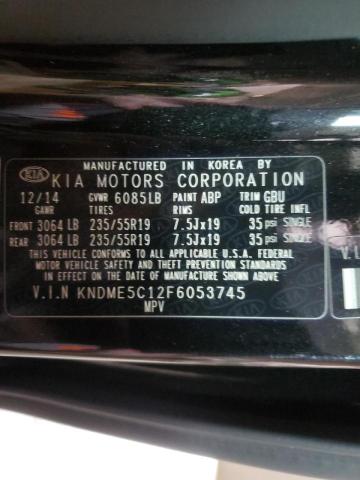 MANUFACTURED IN KOREA BY
KIA KIA MOTORS CORPORATION
12/14 GVWR 6085LB PAINT ABP TRIM GBU
GAWR TIRES RIMS COLD TIRE INFL
FRONT 3064 LB 235/55R19 7.5Jx19 35 psi SINGLE
REAR 3064 LB 235/55R19 7.5Jx19 35 psi SINGLE
THIS VEHICLE CONFORMS TO ALL APPLICABLE U.S.A. FEDERAL
MOTOR VEHICLE SAFETY AND THEFT PREVENTION STANDARDS
IN EFFECT ON THE DATE OF MANUFACTURE SHOWN ABOVE.
V.I.N KNDME5C12F6053745
MPV